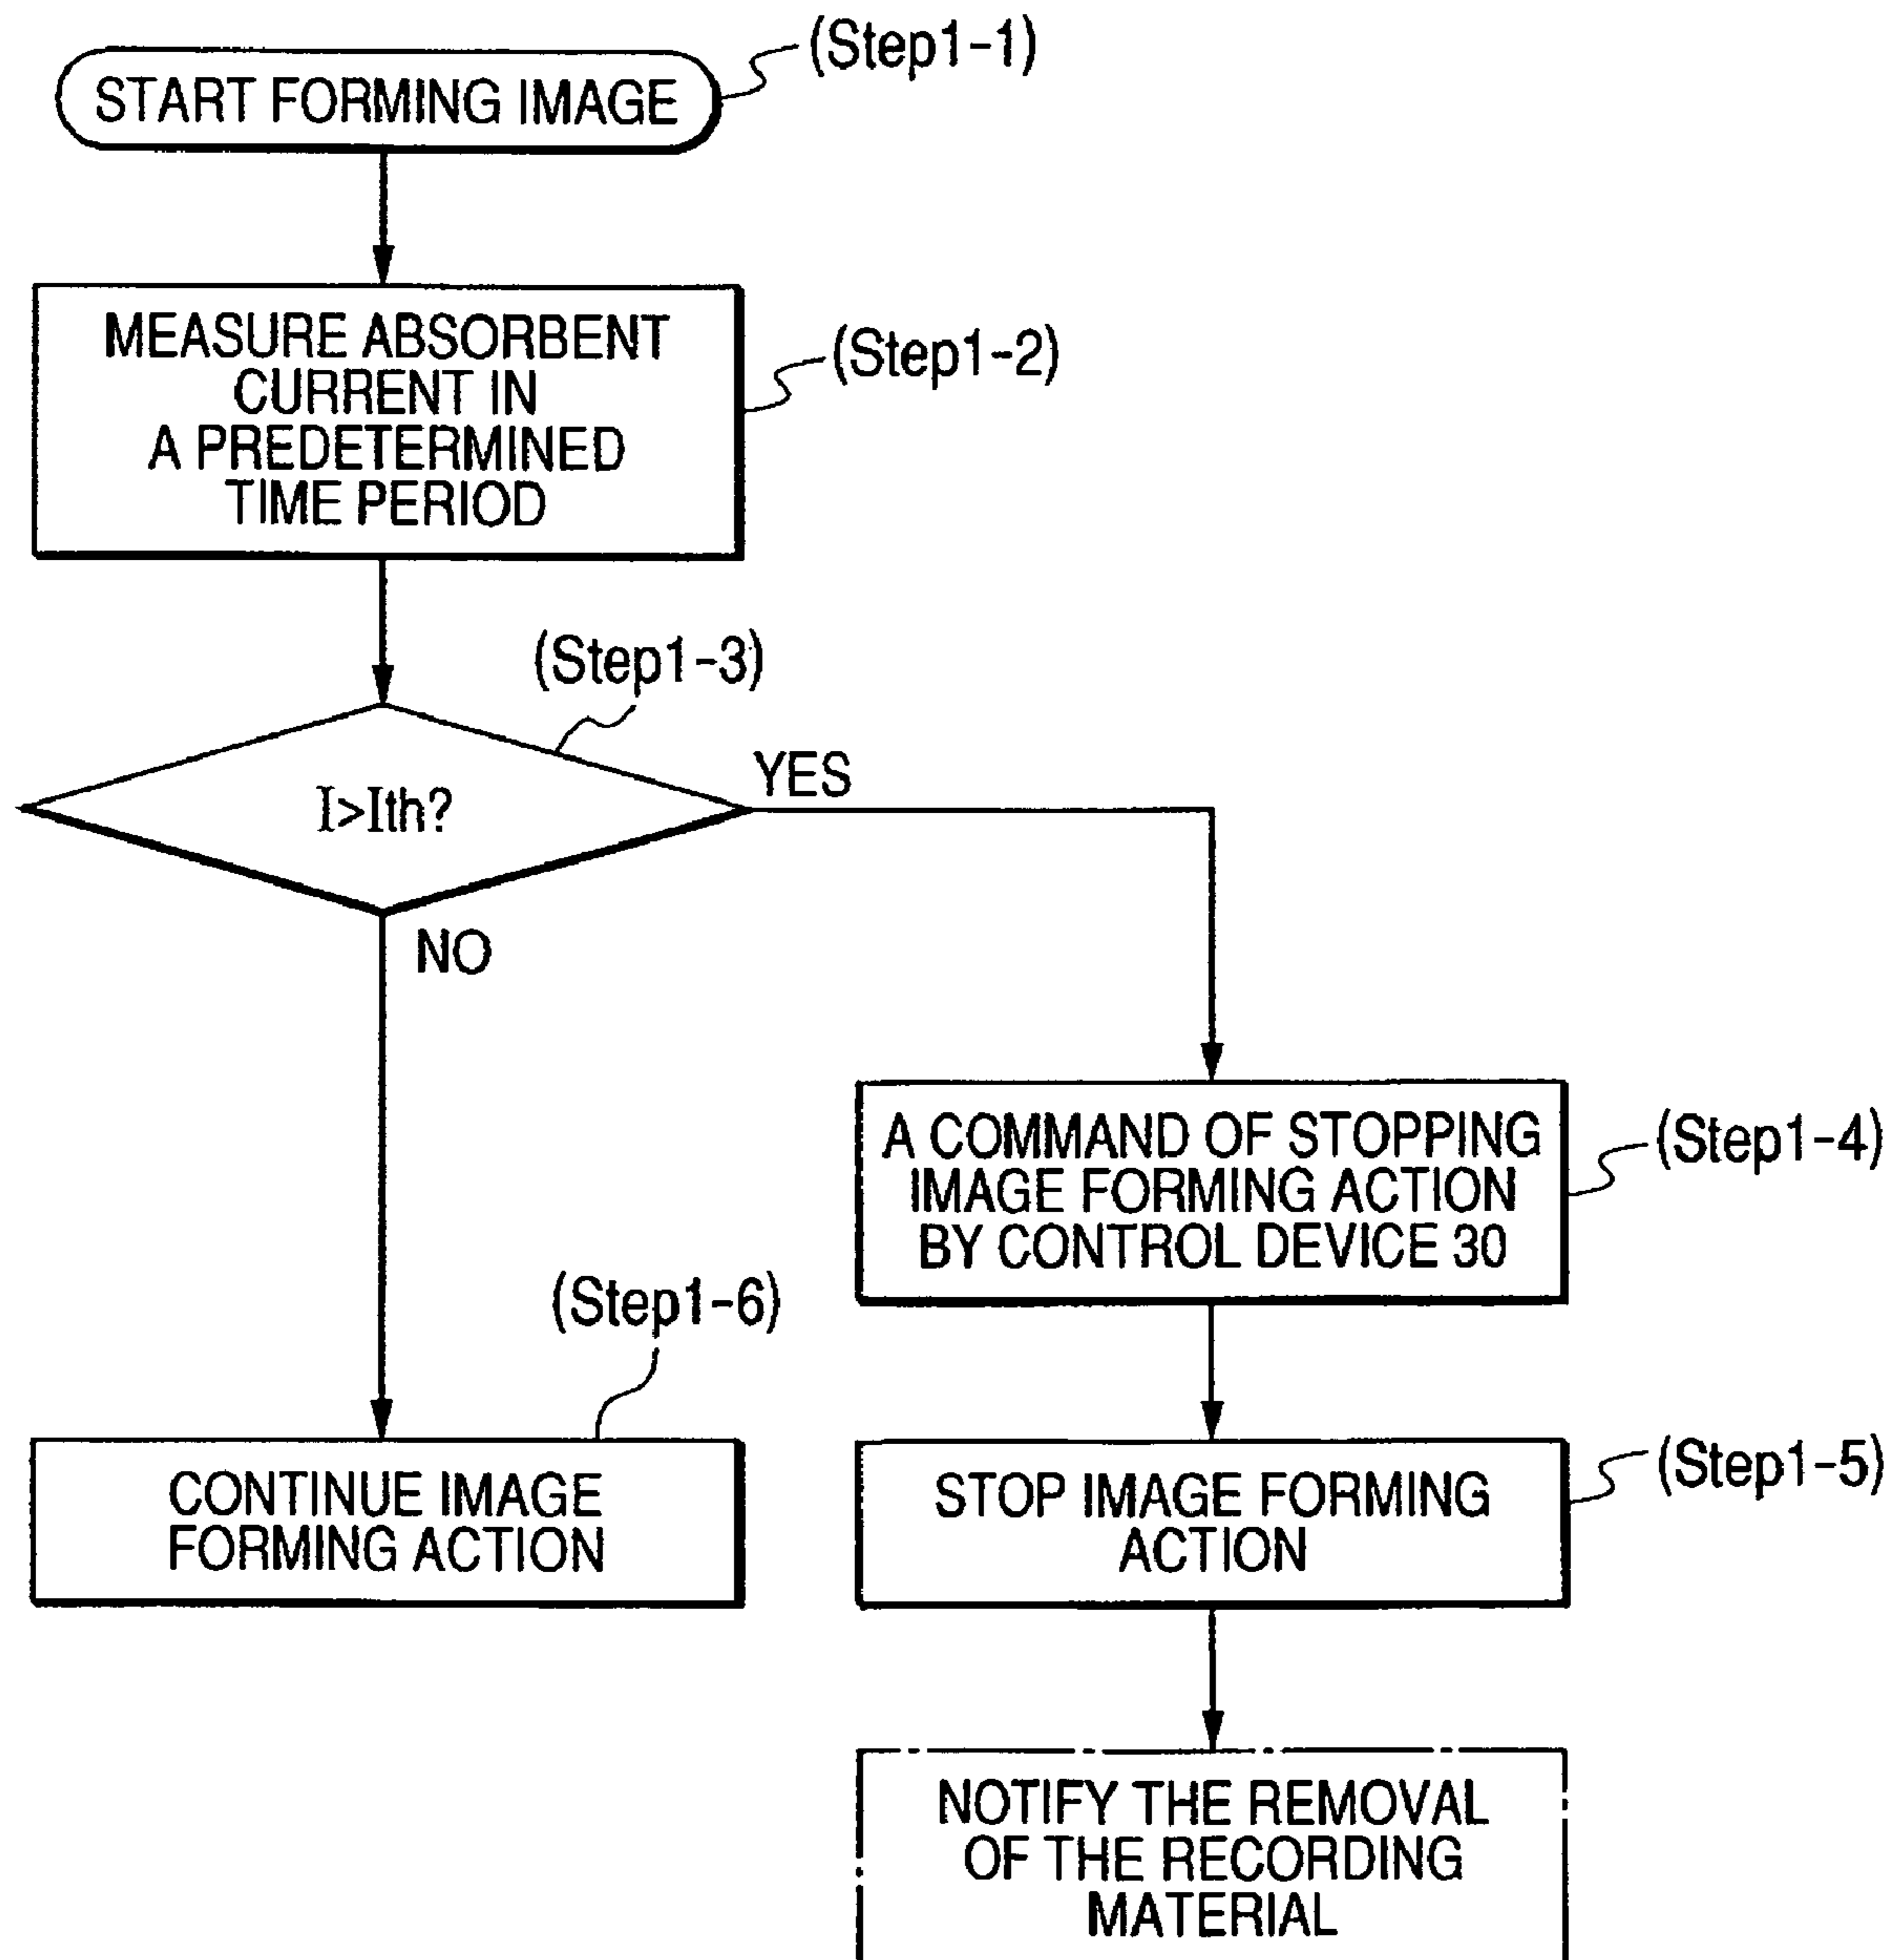 START FORMING IMAGE
(Step1-1)
MEASURE ABSORBENT
CURRENT IN
A PREDETERMINED
TIME PERIOD
(Step1-2)
(Step1-3)
I>Ith?
YES
NO
A COMMAND OF STOPPING
IMAGE FORMING ACTION
BY CONTROL DEVICE 30
(Step1-4)
(Step1-6)
CONTINUE IMAGE
FORMING ACTION
STOP IMAGE FORMING
ACTION
(Step1-5)
NOTIFY THE REMOVAL
OF THE RECORDING
MATERIAL